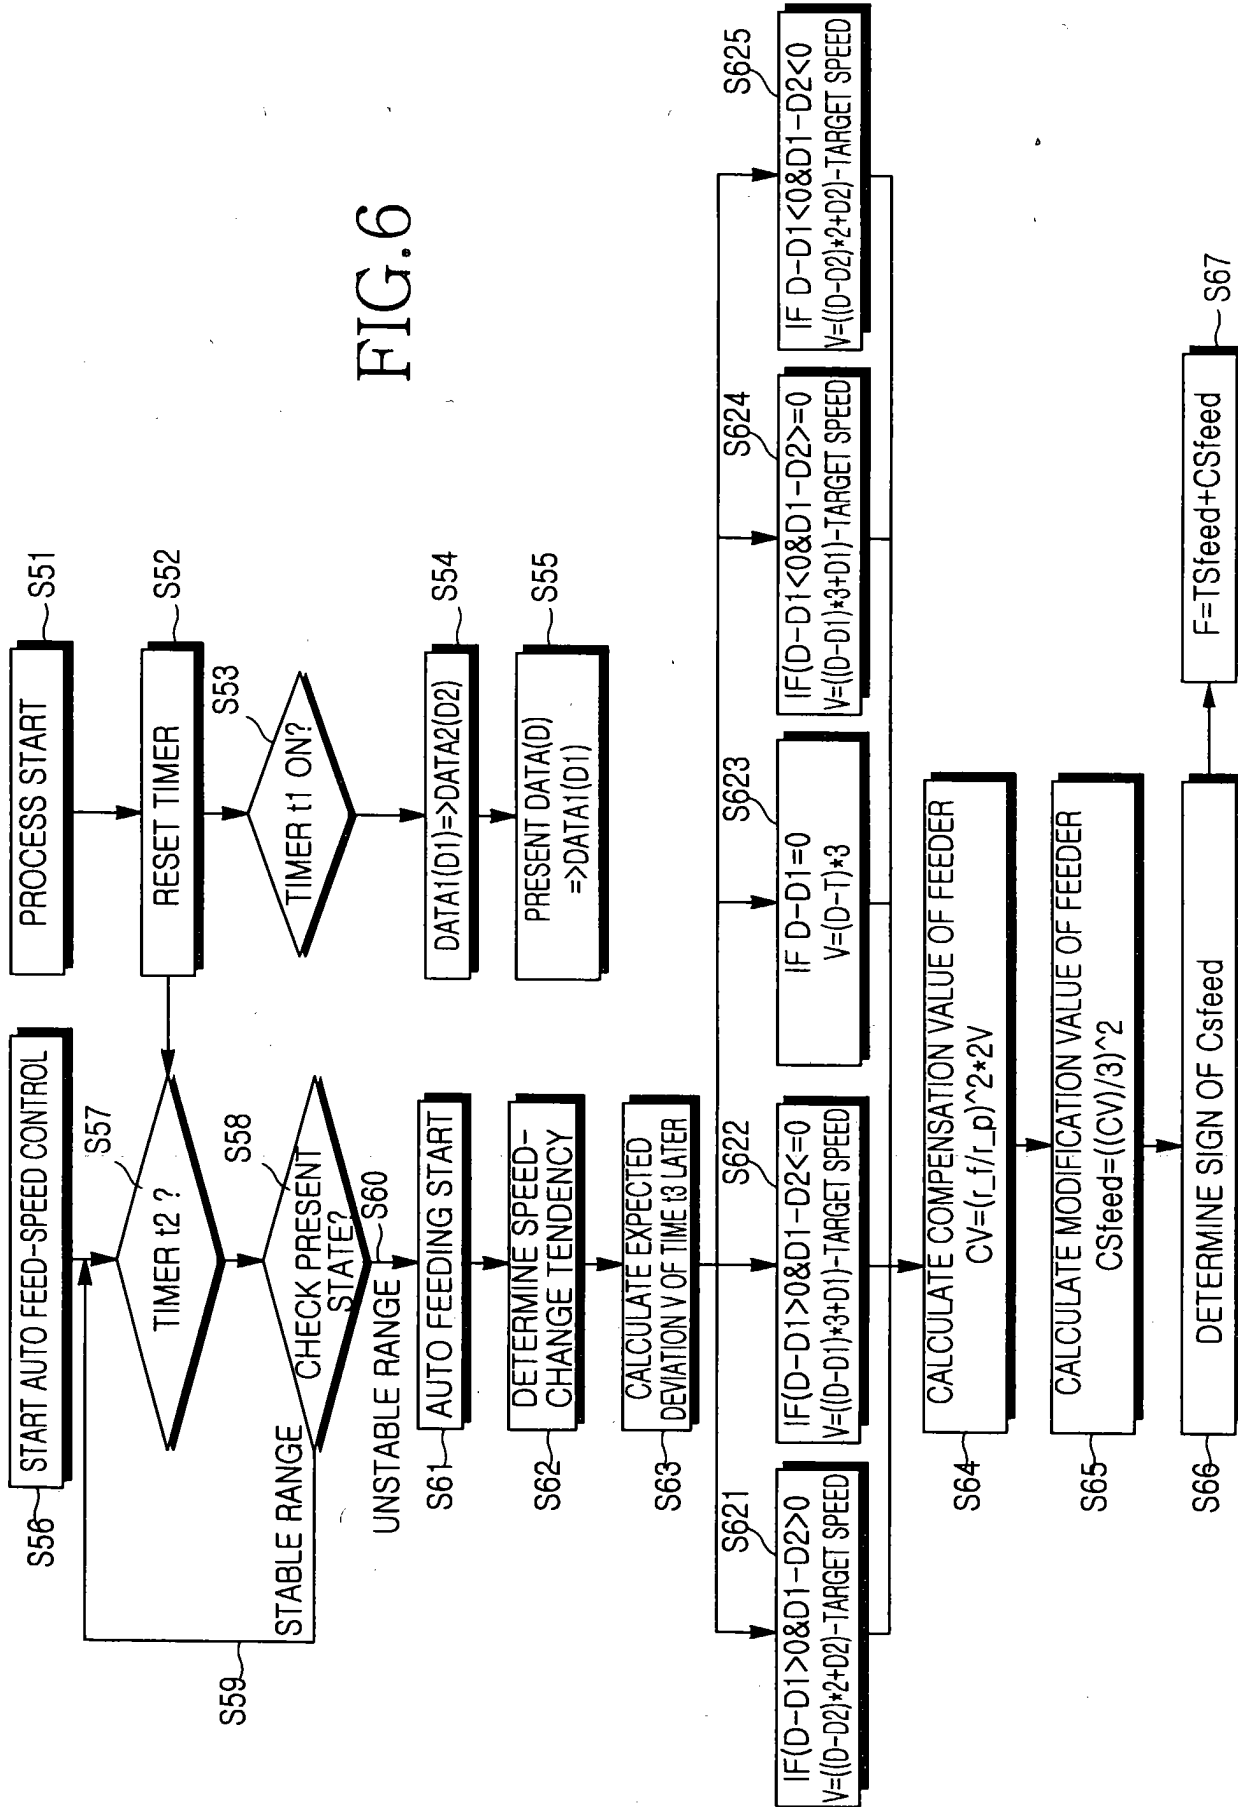 FIG.6
START AUTO FEED-SPEED CONTROL
S56
TIMER t2 ?
S57
CHECK PRESENT
STATE?
S58
STABLE RANGE
S59
UNSTABLE RANGE
S60
AUTO FEEDING START
S61
DETERMINE SPEED-
CHANGE TENDENCY
S62
CALCULATE EXPECTED
DEVIATION V OF TIME t3 LATER
S63
PROCESS START
S51
RESET TIMER
S52
TIMER t1 ON?
S53
DATA1(D1)=>DATA2(D2)
S54
PRESENT DATA(D)
=>DATA1(D1)
S55
S621
IF(D-D1>0&D1-D2>0
V=((D-D2)*2+D2)-TARGET SPEED
S622
IF(D-D1>0&D1-D2<=0
V=((D-D1)*3+D1)-TARGET SPEED
S623
IF D-D1=0
V=(D-T)*3
S624
IF(D-D1<0&D1-D2>=0
V=((D-D1)*3+D1)-TARGET SPEED
S625
IF D-D1<0&D1-D2<0
V=((D-D2)*2+D2)-TARGET SPEED
CALCULATE COMPENSATION VALUE OF FEEDER
CV=(r_f/r_p)^2*2V
S64
CALCULATE MODIFICATION VALUE OF FEEDER
CSfeed=((CV)/3)^2
S65
DETERMINE SIGN OF Csfeed
S66
F=TSfeed+CSfeed
S67